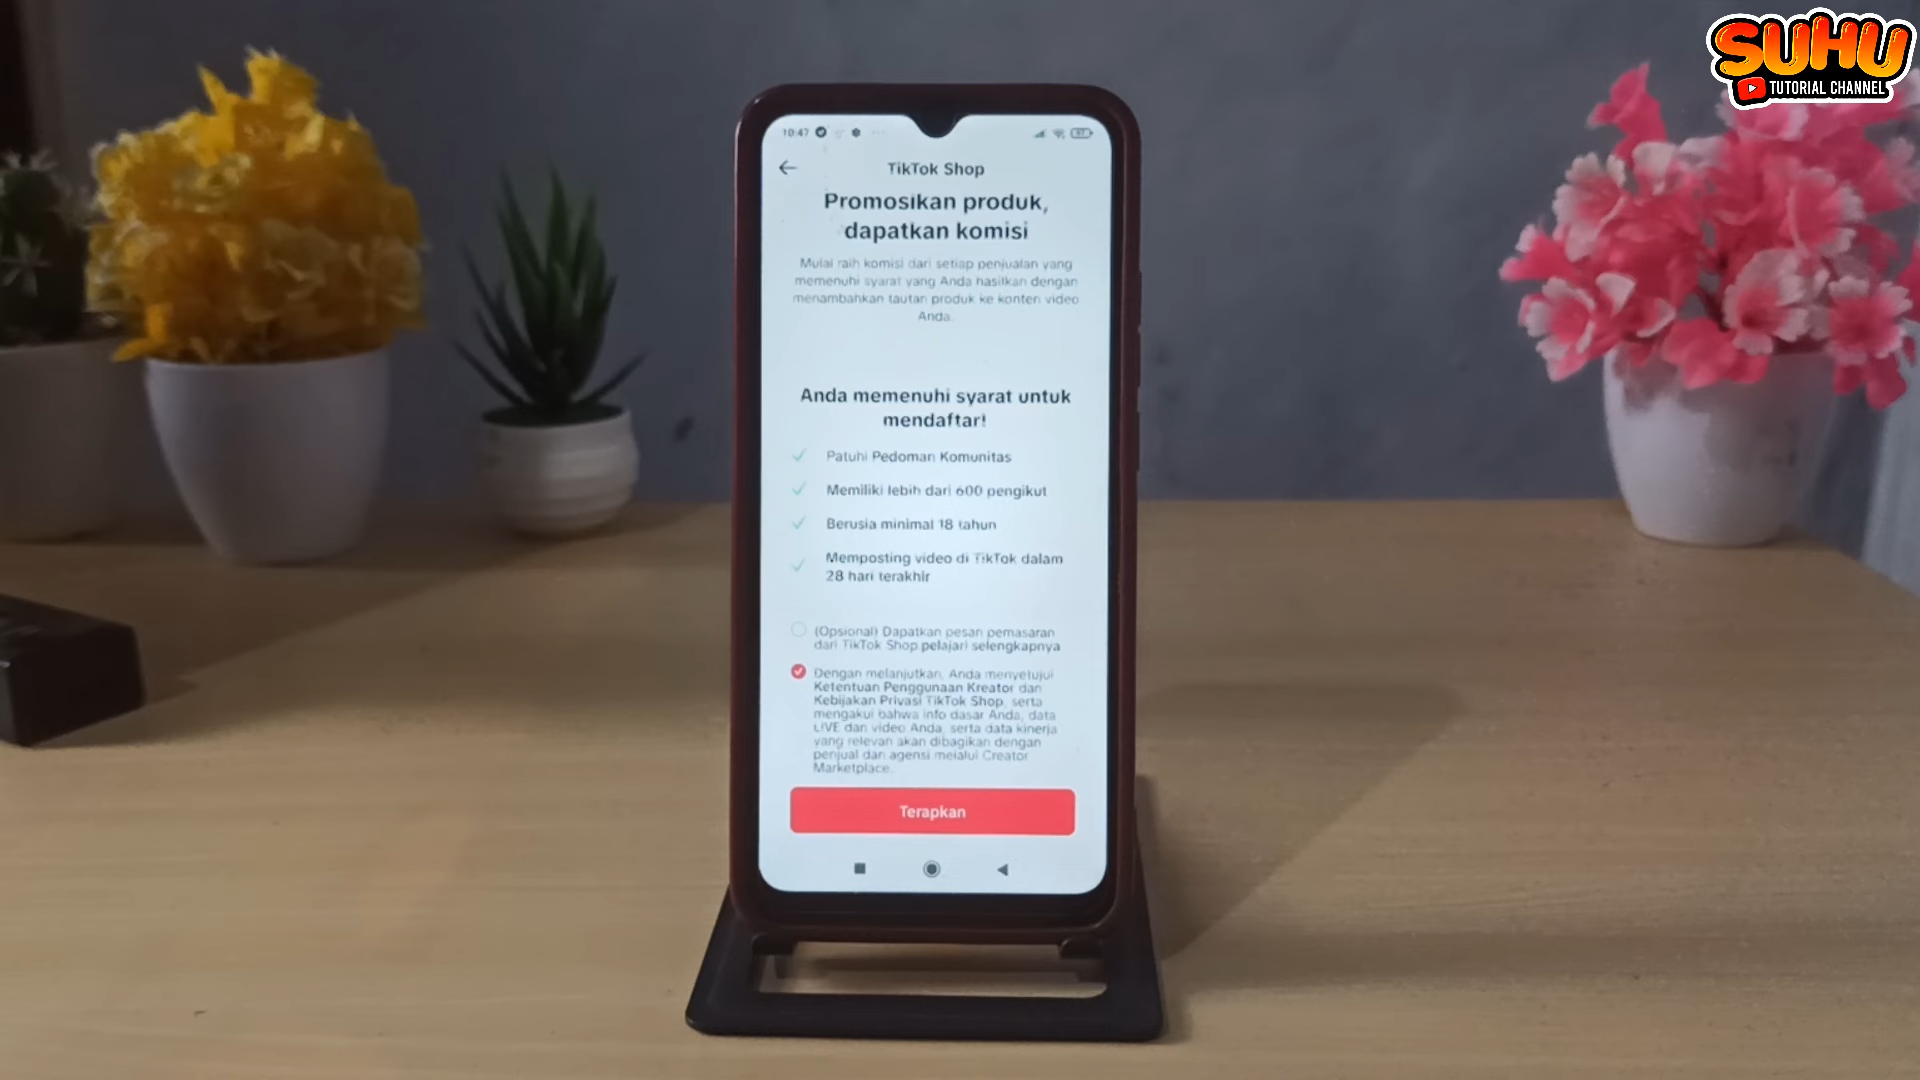 SUHU
TUTORIAL CHANNEL
10:47
TikTok Shop
Promosikan produk,
dapatkan komisi
Mulai raih komisi dari setiap penjualan yang
memenuhi syarat yang Anda hasilkan dengan
menambahkan tautan produk ke konten video
Anda.
Anda memenuhi syarat untuk
mendaftar!
Patuhi Pedoman Komunitas
Memiliki lebih dari 600 pengikut
Berusia minimal 18 tahun
Memposting video di TikTok dalam
28 hari terakhir
(Opsional) Dapatkan pesan pemasaran
dari TikTok Shop pelajari selengkapnya
Dengan melanjutkan, Anda menyetujui
Ketentuan Penggunaan Kreator dan
Kebijakan Privasi TikTok Shop, serta
mengakui bahwa info dasar Anda, data
LIVE dan video Anda, serta data kinerja
yang relevan akan dibagikan dengan
penjual dan agensi melalui Creator
Marketplace.
Terapkan